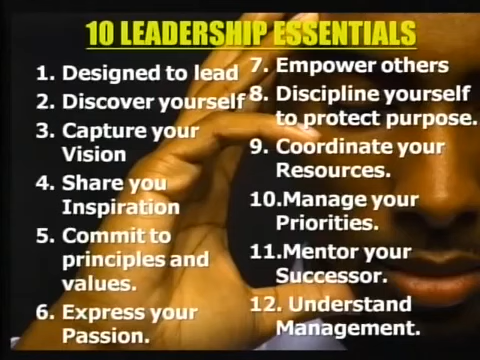 10 LEADERSHIP ESSENTIALS
1. Designed to lead
2. Discover yourself
3. Capture your
Vision
4. Share you
Inspiration
5. Commit to
principles and
values.
6. Express your
Passion.
7. Empower others
8. Discipline yourself
to protect purpose.
9. Coordinate your
Resources.
10.Manage your
Priorities.
11.Mentor your
Successor.
12. Understand
Management.